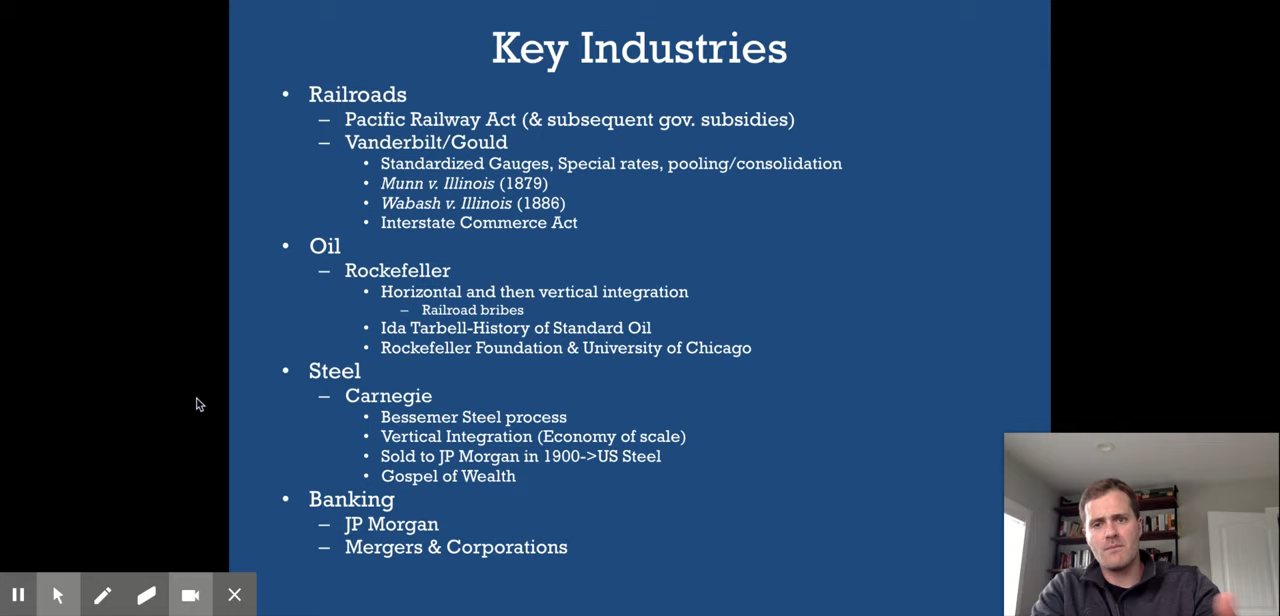 Key Industries
• Railroads
– Pacific Railway Act (& subsequent gov. subsidies)
– Vanderbilt/Gould
• Standardized Gauges, Special rates, pooling/consolidation
• Munn v. Illinois (1879)
• Wabash v. Illinois (1886)
• Interstate Commerce Act
• Oil
– Rockefeller
• Horizontal and then vertical integration
– Railroad bribes
• Ida Tarbell-History of Standard Oil
• Rockefeller Foundation & University of Chicago
• Steel
– Carnegie
• Bessemer Steel process
• Vertical Integration (Economy of scale)
• Sold to JP Morgan in 1900->US Steel
• Gospel of Wealth
• Banking
– JP Morgan
– Mergers & Corporations